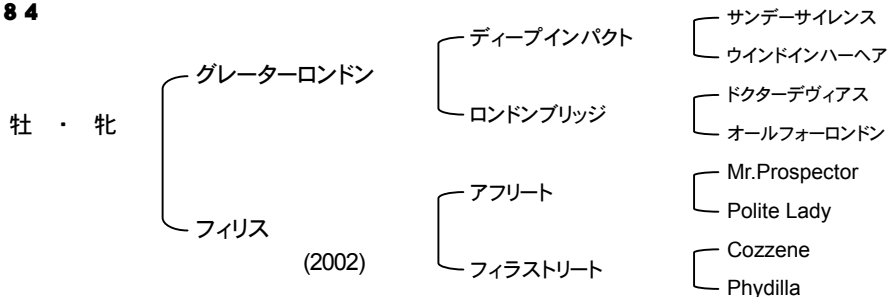 84
サンデーサイレンス
ディープインパクト
ウインドインハーヘア
グレーターロンドン
ドクターデヴィアス
ロンドンブリッジ
オールフォーロンドン
牡 ・ 牝
Mr.Prospector
アフリート
Polite Lady
フィリス
(2002)
Cozzene
フィラストリート
Phydilla